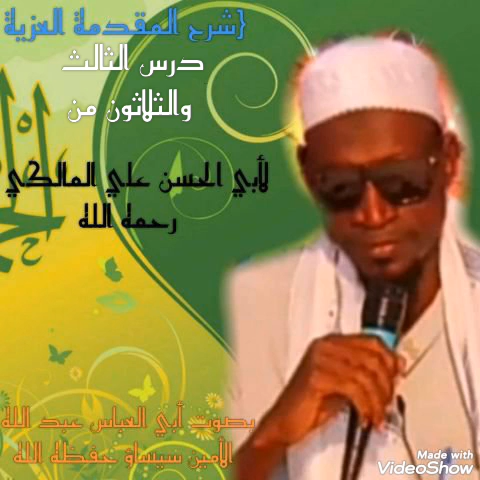 {شرح المقدمة العزية
درس الثالث
والثلاثون من
لأبي الحسن علي المالكي
رحمه الله
بصوت أبي العباس عبد الله
الأمين سيساو حفظه الله
Made with
VideoShow